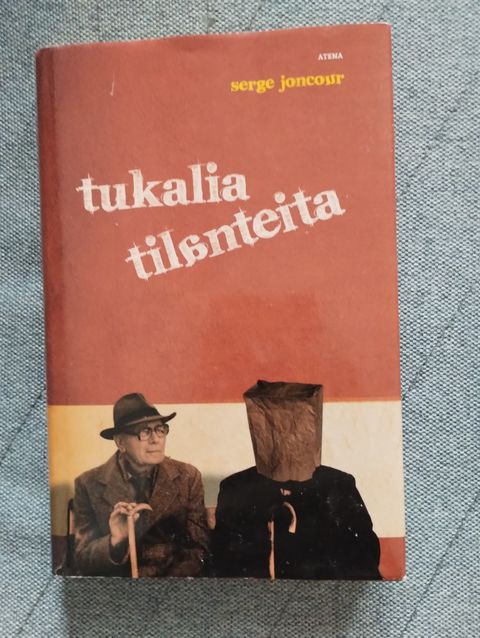 ATENA
serge joncour
tukalia
tilanteita